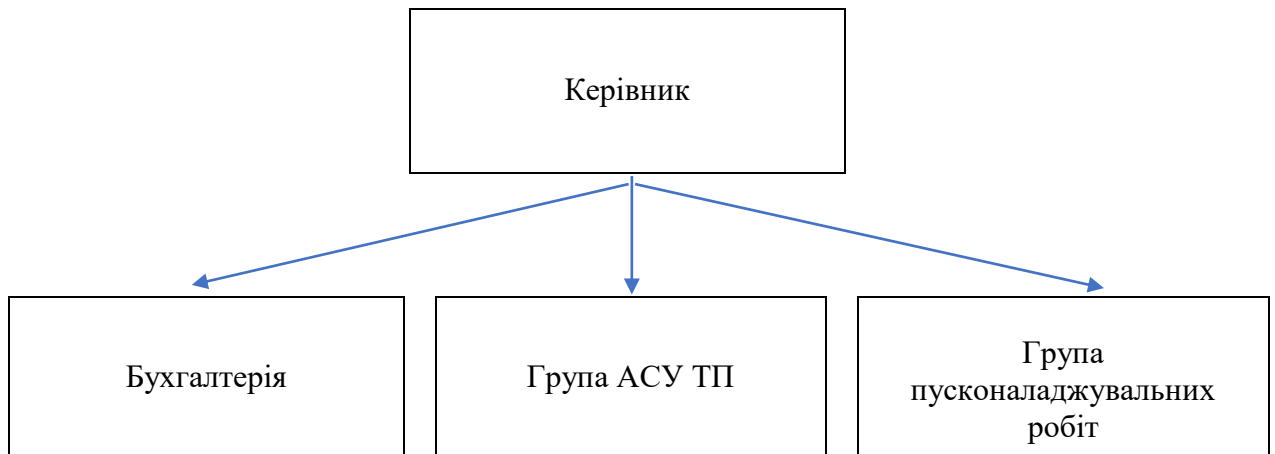 Керівник
Бухгалтерія
Група АСУ ТП
Група
пусконаладжувальних
робіт